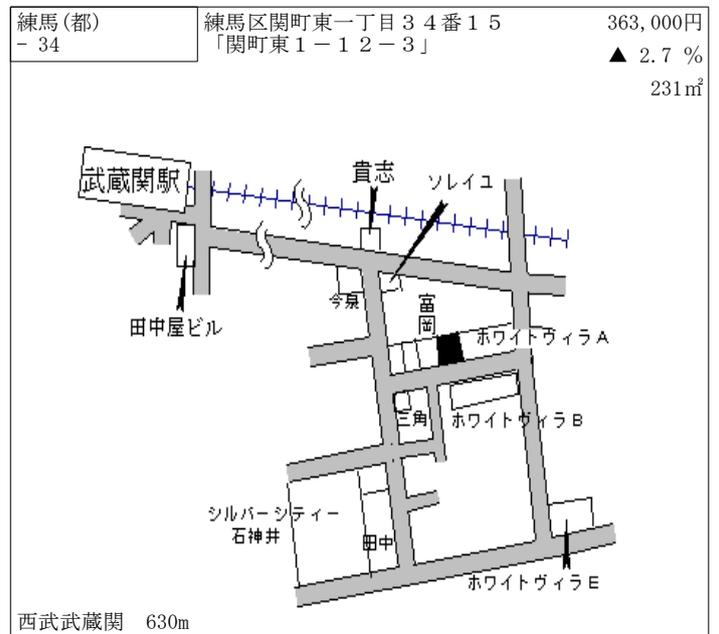 練馬(都)
- 34
練馬区関町東一丁目３４番１５
「関町東１－１２－３」
363,000円
▲ 2.7 %
231㎡
武蔵関駅
貴志
ソレイユ
田中屋ビル
今泉
富岡
ホワイトヴィラA
三角
ホワイトヴィラB
シルバーシティー
石神井
田中
ホワイトヴィラE
西武武蔵関　630m